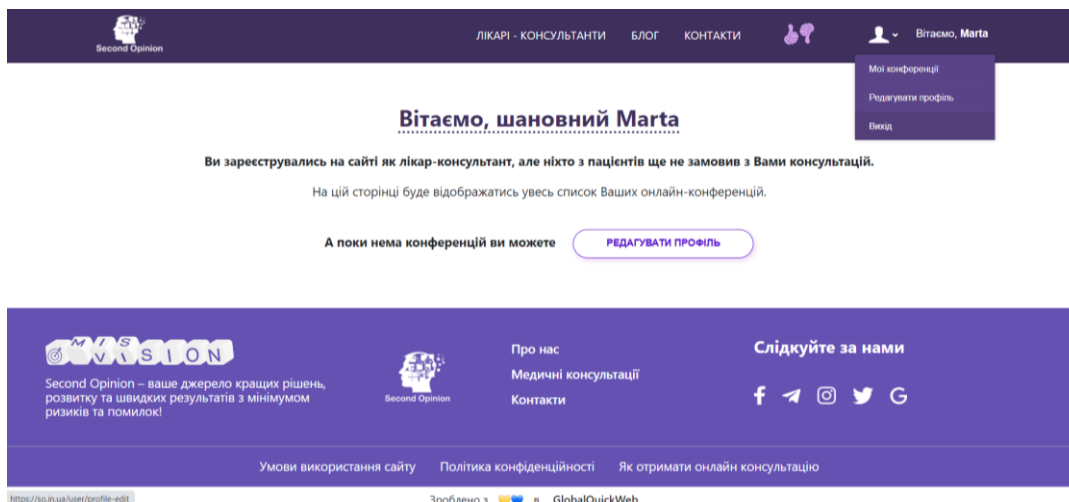 Second Opinion
ЛІКАРІ - КОНСУЛЬТАНТИ БЛОГ КОНТАКТИ
Вітаємо, Marta
Мої конференції
Редагувати профіль
Вихід
Вітаємо, шановний Marta
Ви зареєструвались на сайті як лікар-консультант, але ніхто з пацієнтів ще не замовив з Вами консультацій.
На цій сторінці буде відображатись увесь список Ваших онлайн-конференцій.
А поки нема конференцій ви можете РЕДАГУВАТИ ПРОФІЛЬ
MIS
VISION
Second Opinion – ваше джерело кращих рішень,
розвитку та швидких результатів з мінімумом
ризиків та помилок!
Second Opinion
Про нас
Медичні консультації
Контакти
Слідкуйте за нами
Умови використання сайту Політика конфіденційності Як отримати онлайн консультацію
https://so.in.ua/user/profile-edit
Зроблено з 💛💙 в GlobalQuickWeb